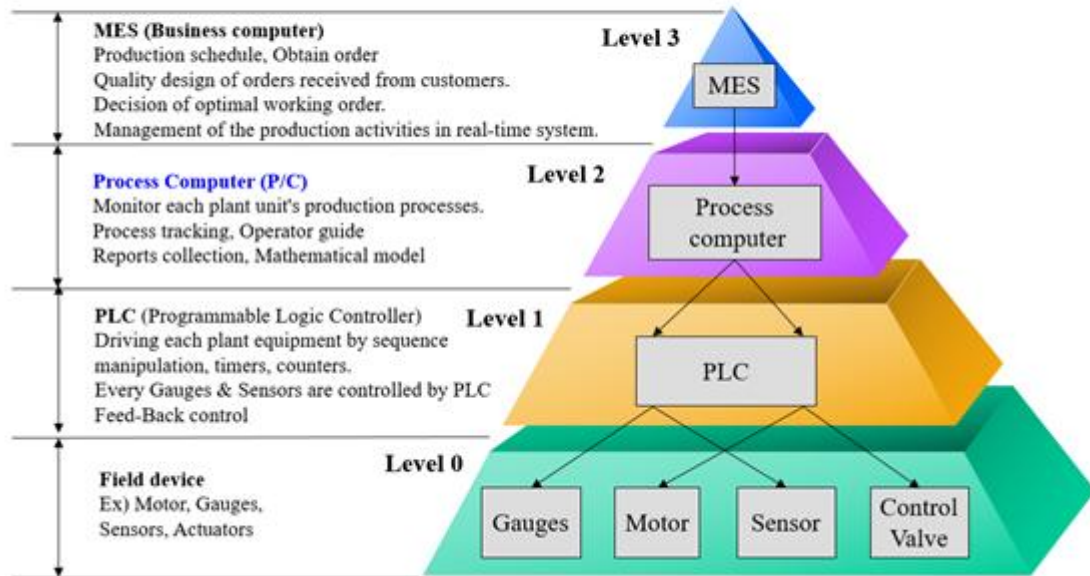 MES (Business computer)
Production schedule, Obtain order
Quality design of orders received from customers.
Decision of optimal working order.
Management of the production activities in real-time system.
Level 3
MES
Process Computer (P/C)
Monitor each plant unit's production processes.
Process tracking, Operator guide
Reports collection, Mathematical model
Level 2
Process
computer
PLC (Programmable Logic Controller)
Driving each plant equipment by sequence
manipulation, timers, counters.
Every Gauges & Sensors are controlled by PLC
Feed-Back control
Level 1
PLC
Field device
Ex) Motor, Gauges,
Sensors, Actuators
Level 0
Gauges
Motor
Sensor
Control
Valve